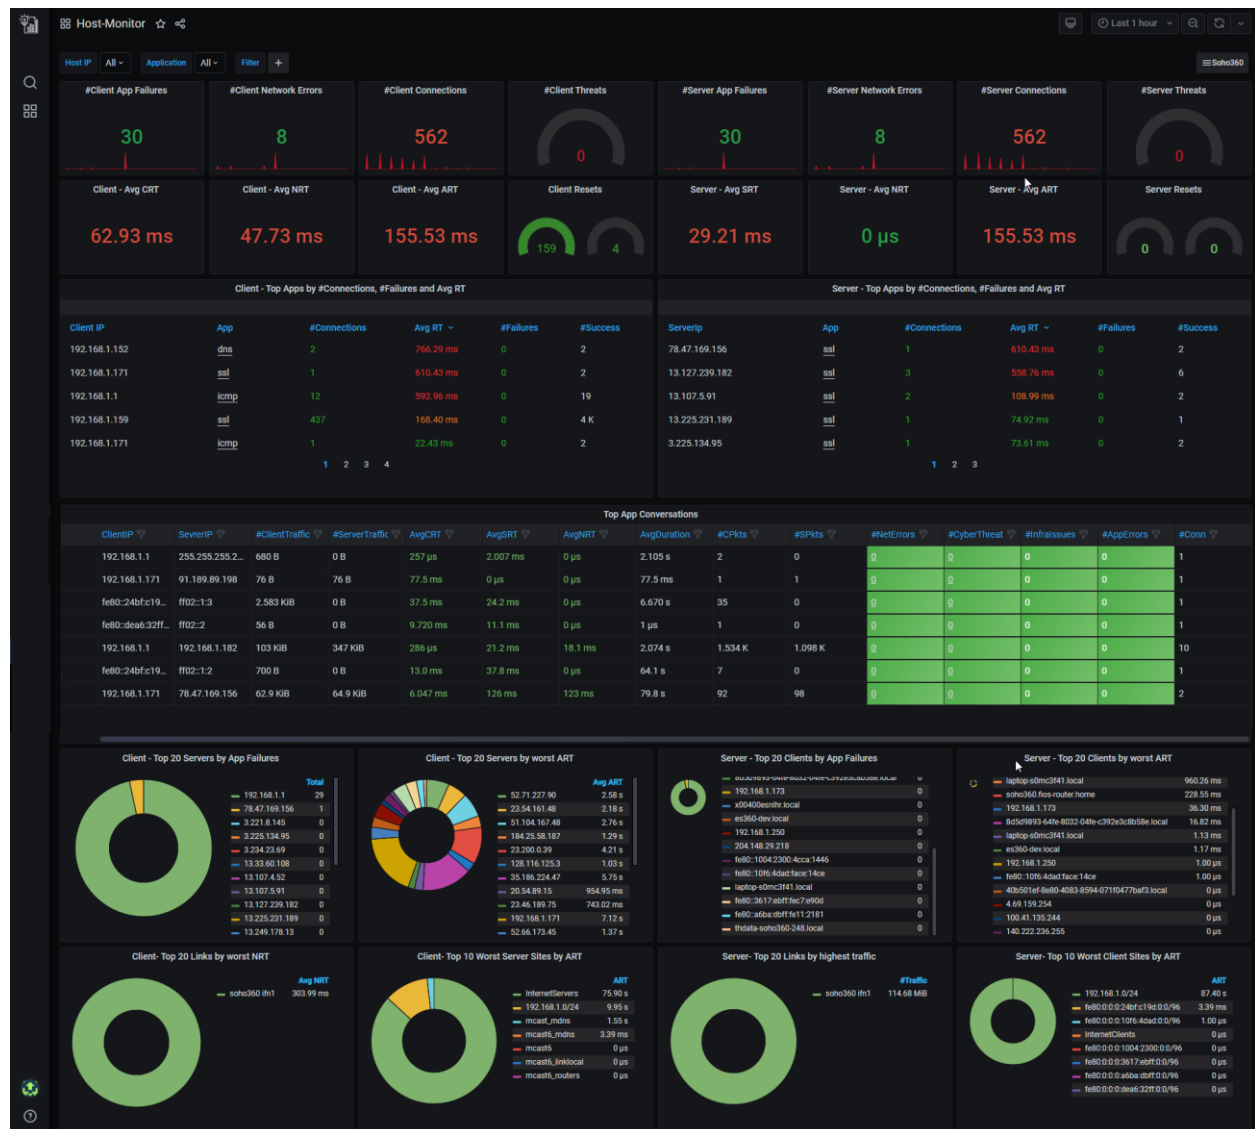 Host-Monitor
Last 1 hour
Host IP All Application All Filter +
Soho360
#Client App Failures #Client Network Errors #Client Connections #Client Threats #Server App Failures #Server Network Errors #Server Connections #Server Threats
30 8 562 0 30 8 562 0
Client - Avg CRT Client - Avg NRT Client - Avg ART Client Resets Server - Avg SRT Server - Avg NRT Server - Avg ART Server Resets
62.93 ms 47.73 ms 155.53 ms 159 4 29.21 ms 0 µs 155.53 ms 0 0
Client - Top Apps by #Connections, #Failures and Avg RT
Client IP App #Connections Avg RT #Failures #Success
192.168.1.152 dns 2 766.29 ms 0 2
192.168.1.171 ssl 1 610.43 ms 0 2
192.168.1.1 icmp 12 592.96 ms 0 19
192.168.1.159 ssl 437 168.40 ms 0 4 K
192.168.1.171 icmp 1 22.43 ms 0 2
1 2 3 4
Server - Top Apps by #Connections, #Failures and Avg RT
ServerIp App #Connections Avg RT #Failures #Success
78.47.169.156 ssl 1 610.43 ms 0 2
13.127.239.182 ssl 3 558.76 ms 0 6
13.107.5.91 ssl 2 108.99 ms 0 2
13.225.231.189 ssl 1 74.92 ms 0 1
3.225.134.95 ssl 1 73.61 ms 0 2
1 2 3
Top App Conversations
ClientIP SevrerIP #ClientTraffic #ServerTraffic AvgCRT AvgSRT AvgNRT AvgDuration #CPkts #SPkts #NetErrors #CyberThreat #InfraIssues #AppErrors #Conn
192.168.1.1 255.255.255.2... 680 B 0 B 257 µs 2.007 ms 0 µs 2.105 s 2 0 0 0 0 0 1
192.168.1.171 91.189.89.198 76 B 76 B 77.5 ms 0 µs 0 µs 77.5 ms 1 1 0 0 0 0 1
fe80::24bf:c19... ff02::1:3 2.583 KiB 0 B 37.5 ms 24.2 ms 0 µs 6.670 s 35 0 0 0 0 0 1
fe80::dea6:32ff... ff02::2 56 B 0 B 9.720 ms 11.1 ms 0 µs 1 µs 1 0 0 0 0 0 1
192.168.1.1 192.168.1.182 103 KiB 347 KiB 286 µs 21.2 ms 18.1 ms 2.074 s 1.534 K 1.098 K 0 0 0 0 10
fe80::24bf:c19... ff02::1:2 700 B 0 B 13.0 ms 37.8 ms 0 µs 64.1 s 7 0 0 0 0 0 1
192.168.1.171 78.47.169.156 62.9 KiB 64.9 KiB 6.047 ms 126 ms 123 ms 79.8 s 92 98 0 0 0 0 2
Client - Top 20 Servers by App Failures
Total
192.168.1.1 29
78.47.169.156 1
3.221.8.145 0
3.225.134.95 0
3.234.23.69 0
13.33.60.108 0
13.107.4.52 0
13.107.5.91 0
13.127.239.182 0
13.225.231.189 0
13.249.178.13 0
Client - Top 20 Servers by worst ART
Avg ART
52.71.227.90 2.58 s
23.54.161.48 2.18 s
51.104.167.48 2.76 s
184.25.58.187 1.29 s
23.200.0.39 4.21 s
128.116.125.3 1.03 s
35.186.224.47 5.75 s
20.54.89.15 954.95 ms
23.46.189.75 743.02 ms
192.168.1.171 7.12 s
52.66.173.45 1.37 s
Server - Top 20 Clients by App Failures
8d5d9893-64fe-8032-04fe-c392e3c8b58e.local 0
192.168.1.173 0
x00400esnlhr.local 0
es360-dev.local 0
192.168.1.250 0
204.148.29.218 0
fe80::1004:2300:4cca:1446 0
fe80::10f6:4dad:face:14ce 0
laptop-s0mc3f41.local 0
fe80::3617:ebff:fec7:e90d 0
fe80::a6ba:dbff:fe11:2181 0
thdata-soho360-248.local 0
Server - Top 20 Clients by worst ART
laptop-s0mc3f41.local 960.26 ms
soho360.fios-router.home 228.55 ms
192.168.1.173 36.30 ms
8d5d9893-64fe-8032-04fe-c392e3c8b58e.local 16.82 ms
laptop-s0mc3f41.local 1.13 ms
es360-dev.local 1.17 ms
192.168.1.250 1.00 µs
fe80::10f6:4dad:face:14ce 1.00 µs
40b501ef-8e80-4083-8594-071f0477baf3.local 0 µs
4.69.159.254 0 µs
100.41.135.244 0 µs
140.222.236.255 0 µs
Client- Top 20 Links by worst NRT
Avg NRT
soho360 ifn1 303.99 ms
Client- Top 10 Worst Server Sites by ART
ART
InternetServers 75.90 s
192.168.1.0/24 9.95 s
mcast_mdns 1.55 s
mcast6_mdns 3.39 ms
mcast6 0 µs
mcast6_linklocal 0 µs
mcast6_routers 0 µs
Server- Top 20 Links by highest traffic
#Traffic
soho360 ifn1 114.68 MiB
Server- Top 10 Worst Client Sites by ART
ART
192.168.1.0/24 87.40 s
fe80:0:0:0:24bf:c19d:0:0/96 3.39 ms
fe80:0:0:0:10f6:4dad:0:0/96 1.00 µs
InternetClients 0 µs
fe80:0:0:0:1004:2300:0:0/96 0 µs
fe80:0:0:0:3617:ebff:0:0/96 0 µs
fe80:0:0:0:a6ba:dbff:0:0/96 0 µs
fe80:0:0:0:dea6:32ff:0:0/96 0 µs